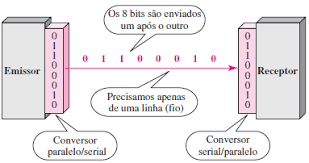 Os 8 bits são enviados
um após o outro
0
1
1
0
0
0
1
0
Emissor
0 1 1 0 0 0 1 0
0
1
1
0
0
0
1
0
Receptor
Precisamos apenas
de uma linha (fio)
Conversor
paralelo/serial
Conversor
serial/paralelo